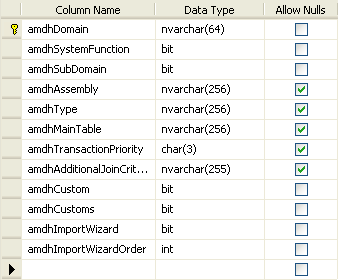 Column Name Data Type Allow Nulls
amdhDomain nvarchar(64)
amdhSystemFunction bit
amdhSubDomain bit
amdhAssembly nvarchar(256)
amdhType nvarchar(256)
amdhMainTable nvarchar(256)
amdhTransactionPriority char(3)
amdhAdditionalJoinCrit... nvarchar(255)
amdhCustom bit
amdhCustoms bit
amdhImportWizard bit
amdhImportWizardOrder int